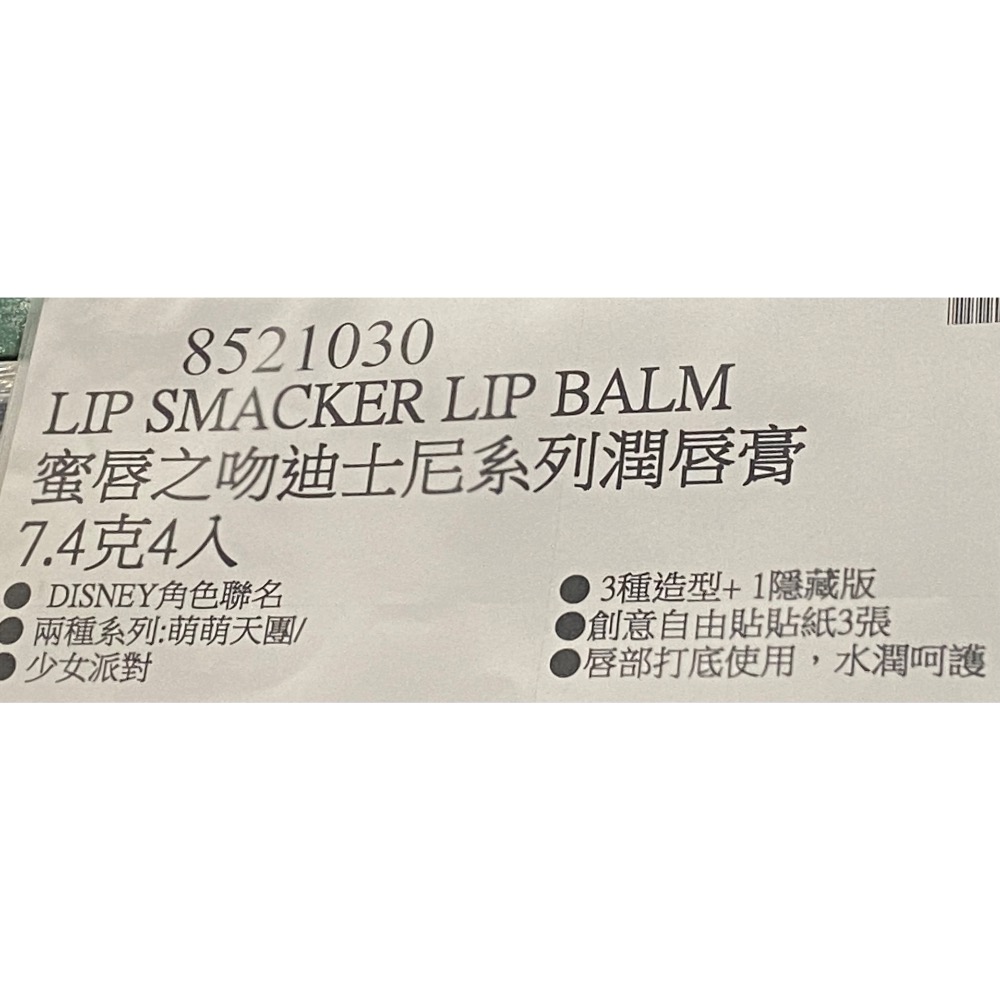 8521030
LIP SMACKER LIP BALM
蜜唇之吻迪士尼系列潤唇膏
7.4克4入
● DISNEY角色聯名
● 兩種系列:萌萌天團/
● 少女派對
● 3種造型+ 1隱藏版
●創意自由貼貼紙3張
●唇部打底使用，水潤呵護